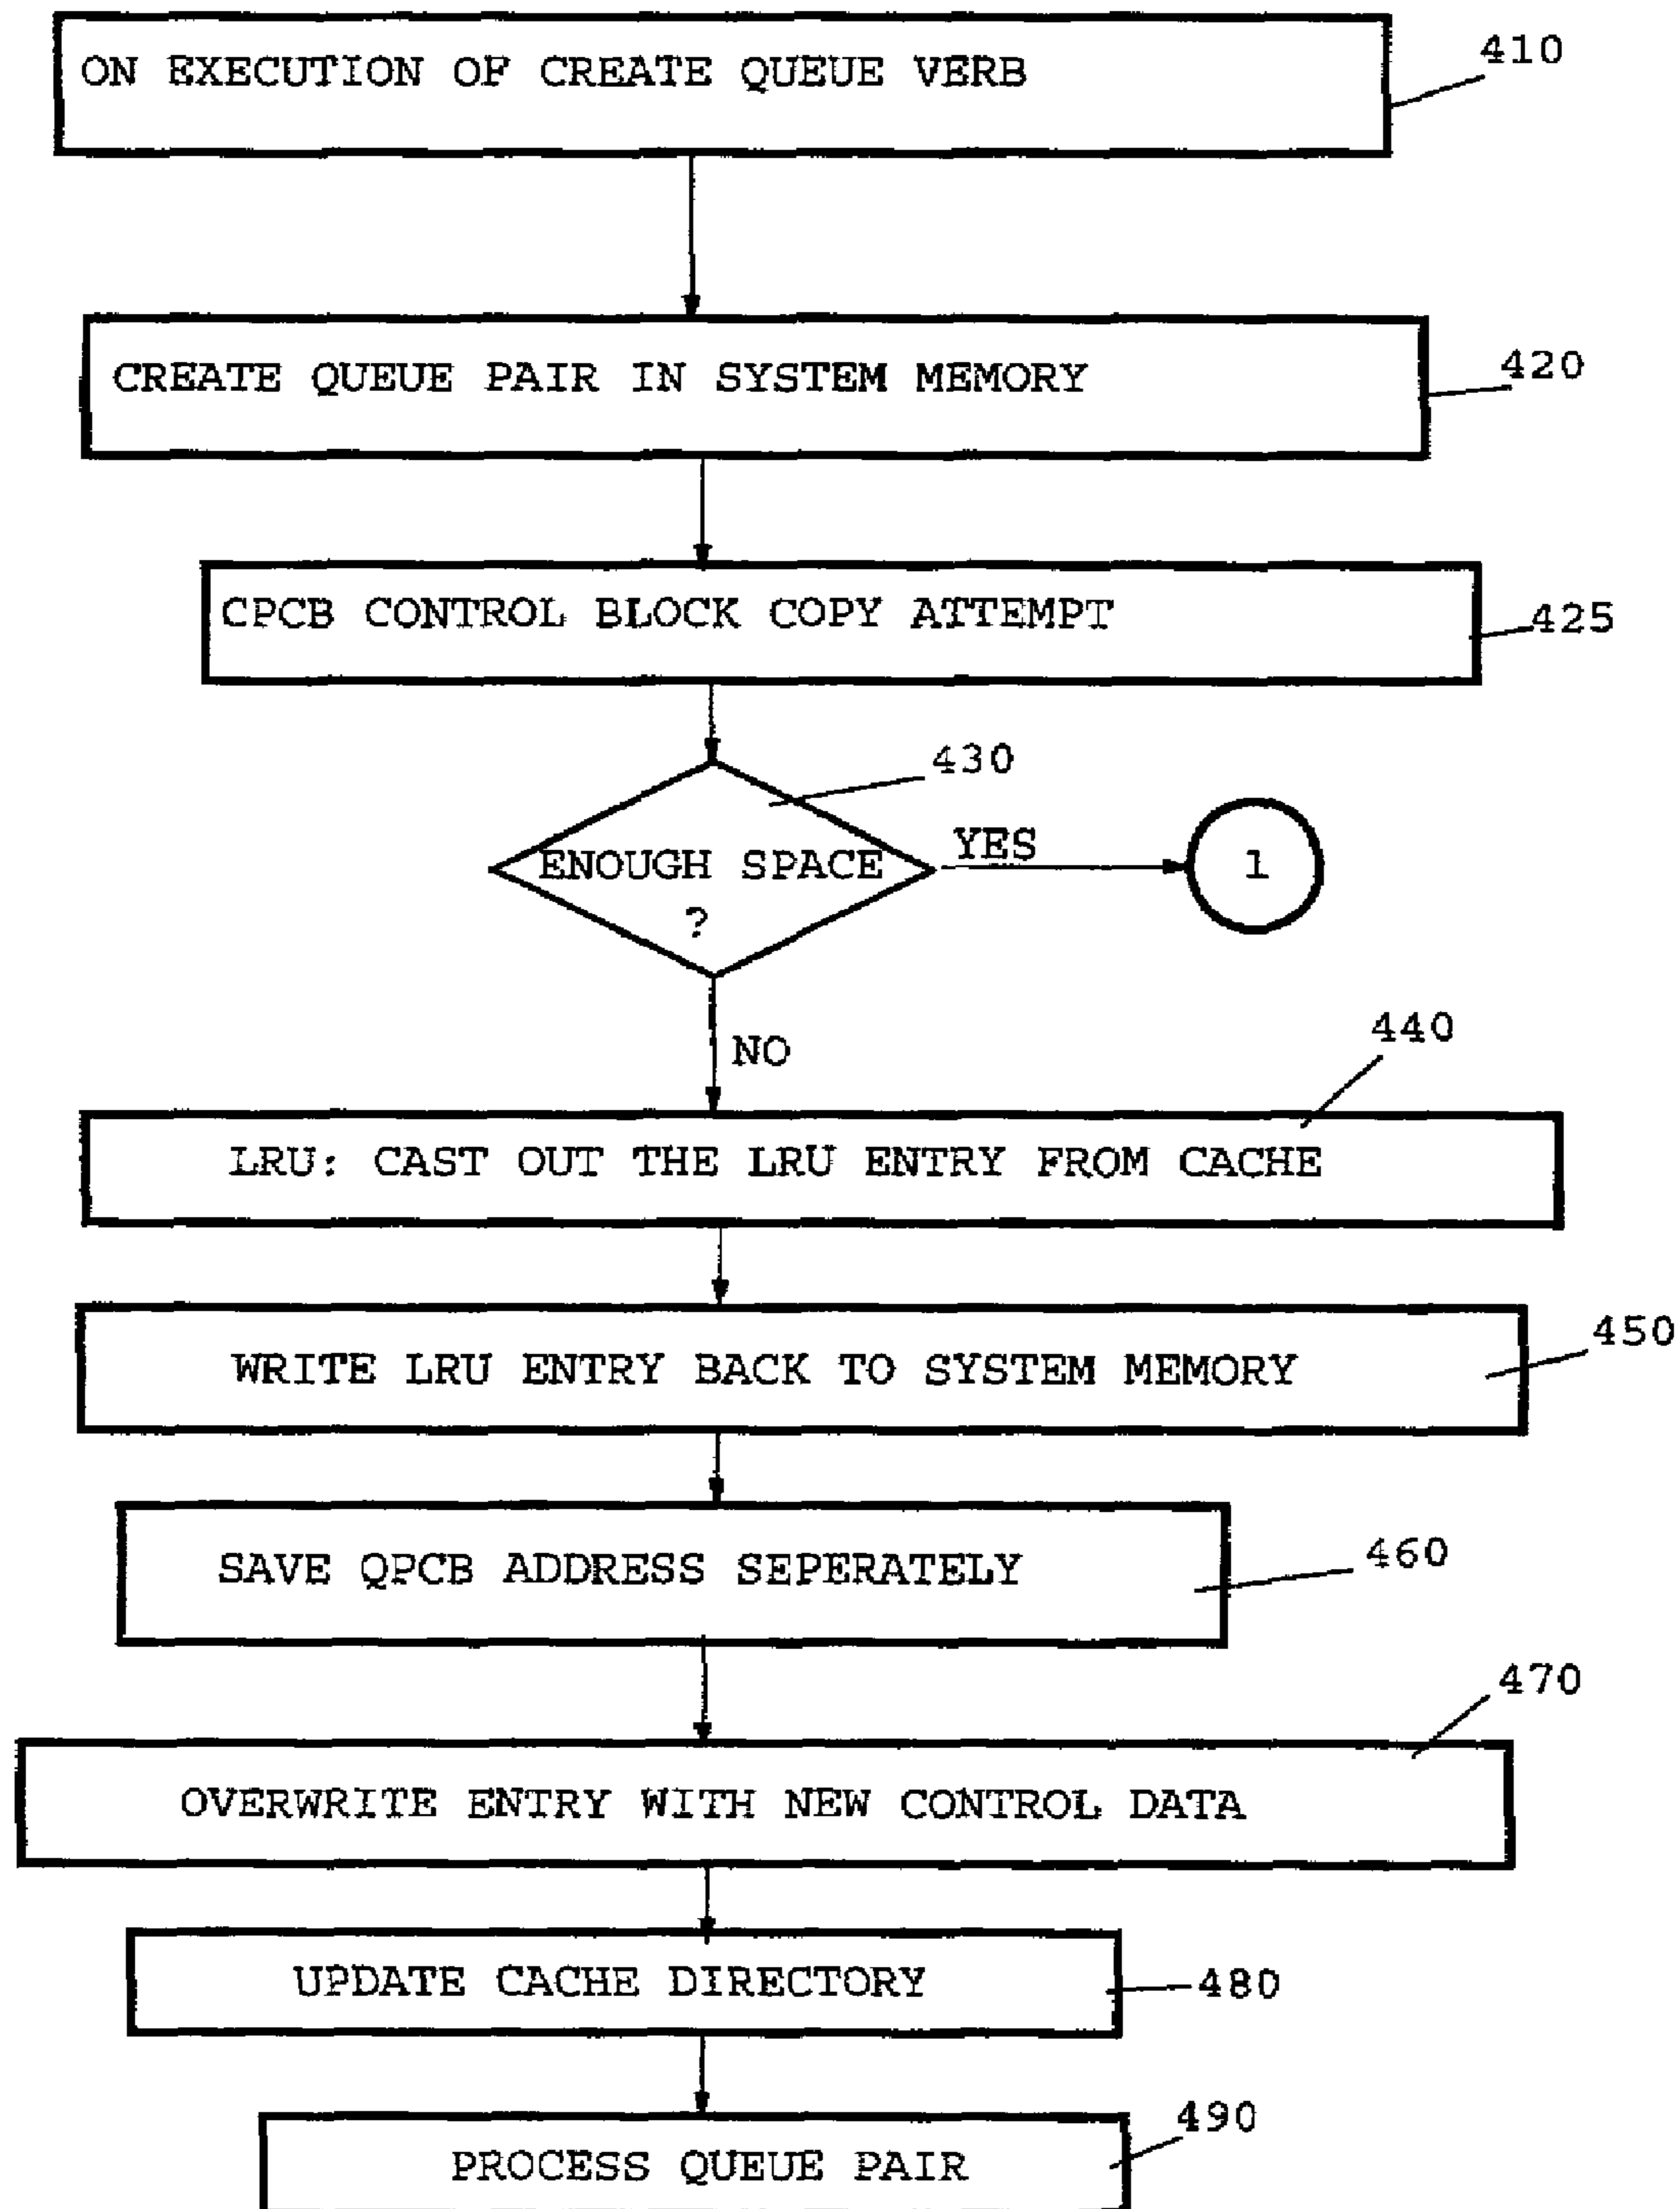 ON EXECUTION OF CREATE QUEUE VERB
410
CREATE QUEUE PAIR IN SYSTEM MEMORY
420
CPCB CONTROL BLOCK COPY ATTEMPT
425
430
ENOUGH SPACE
?
YES
1
NO
440
LRU: CAST OUT THE LRU ENTRY FROM CACHE
450
WRITE LRU ENTRY BACK TO SYSTEM MEMORY
SAVE QPCB ADDRESS SEPERATELY
460
470
OVERWRITE ENTRY WITH NEW CONTROL DATA
UPDATE CACHE DIRECTORY
480
490
PROCESS QUEUE PAIR